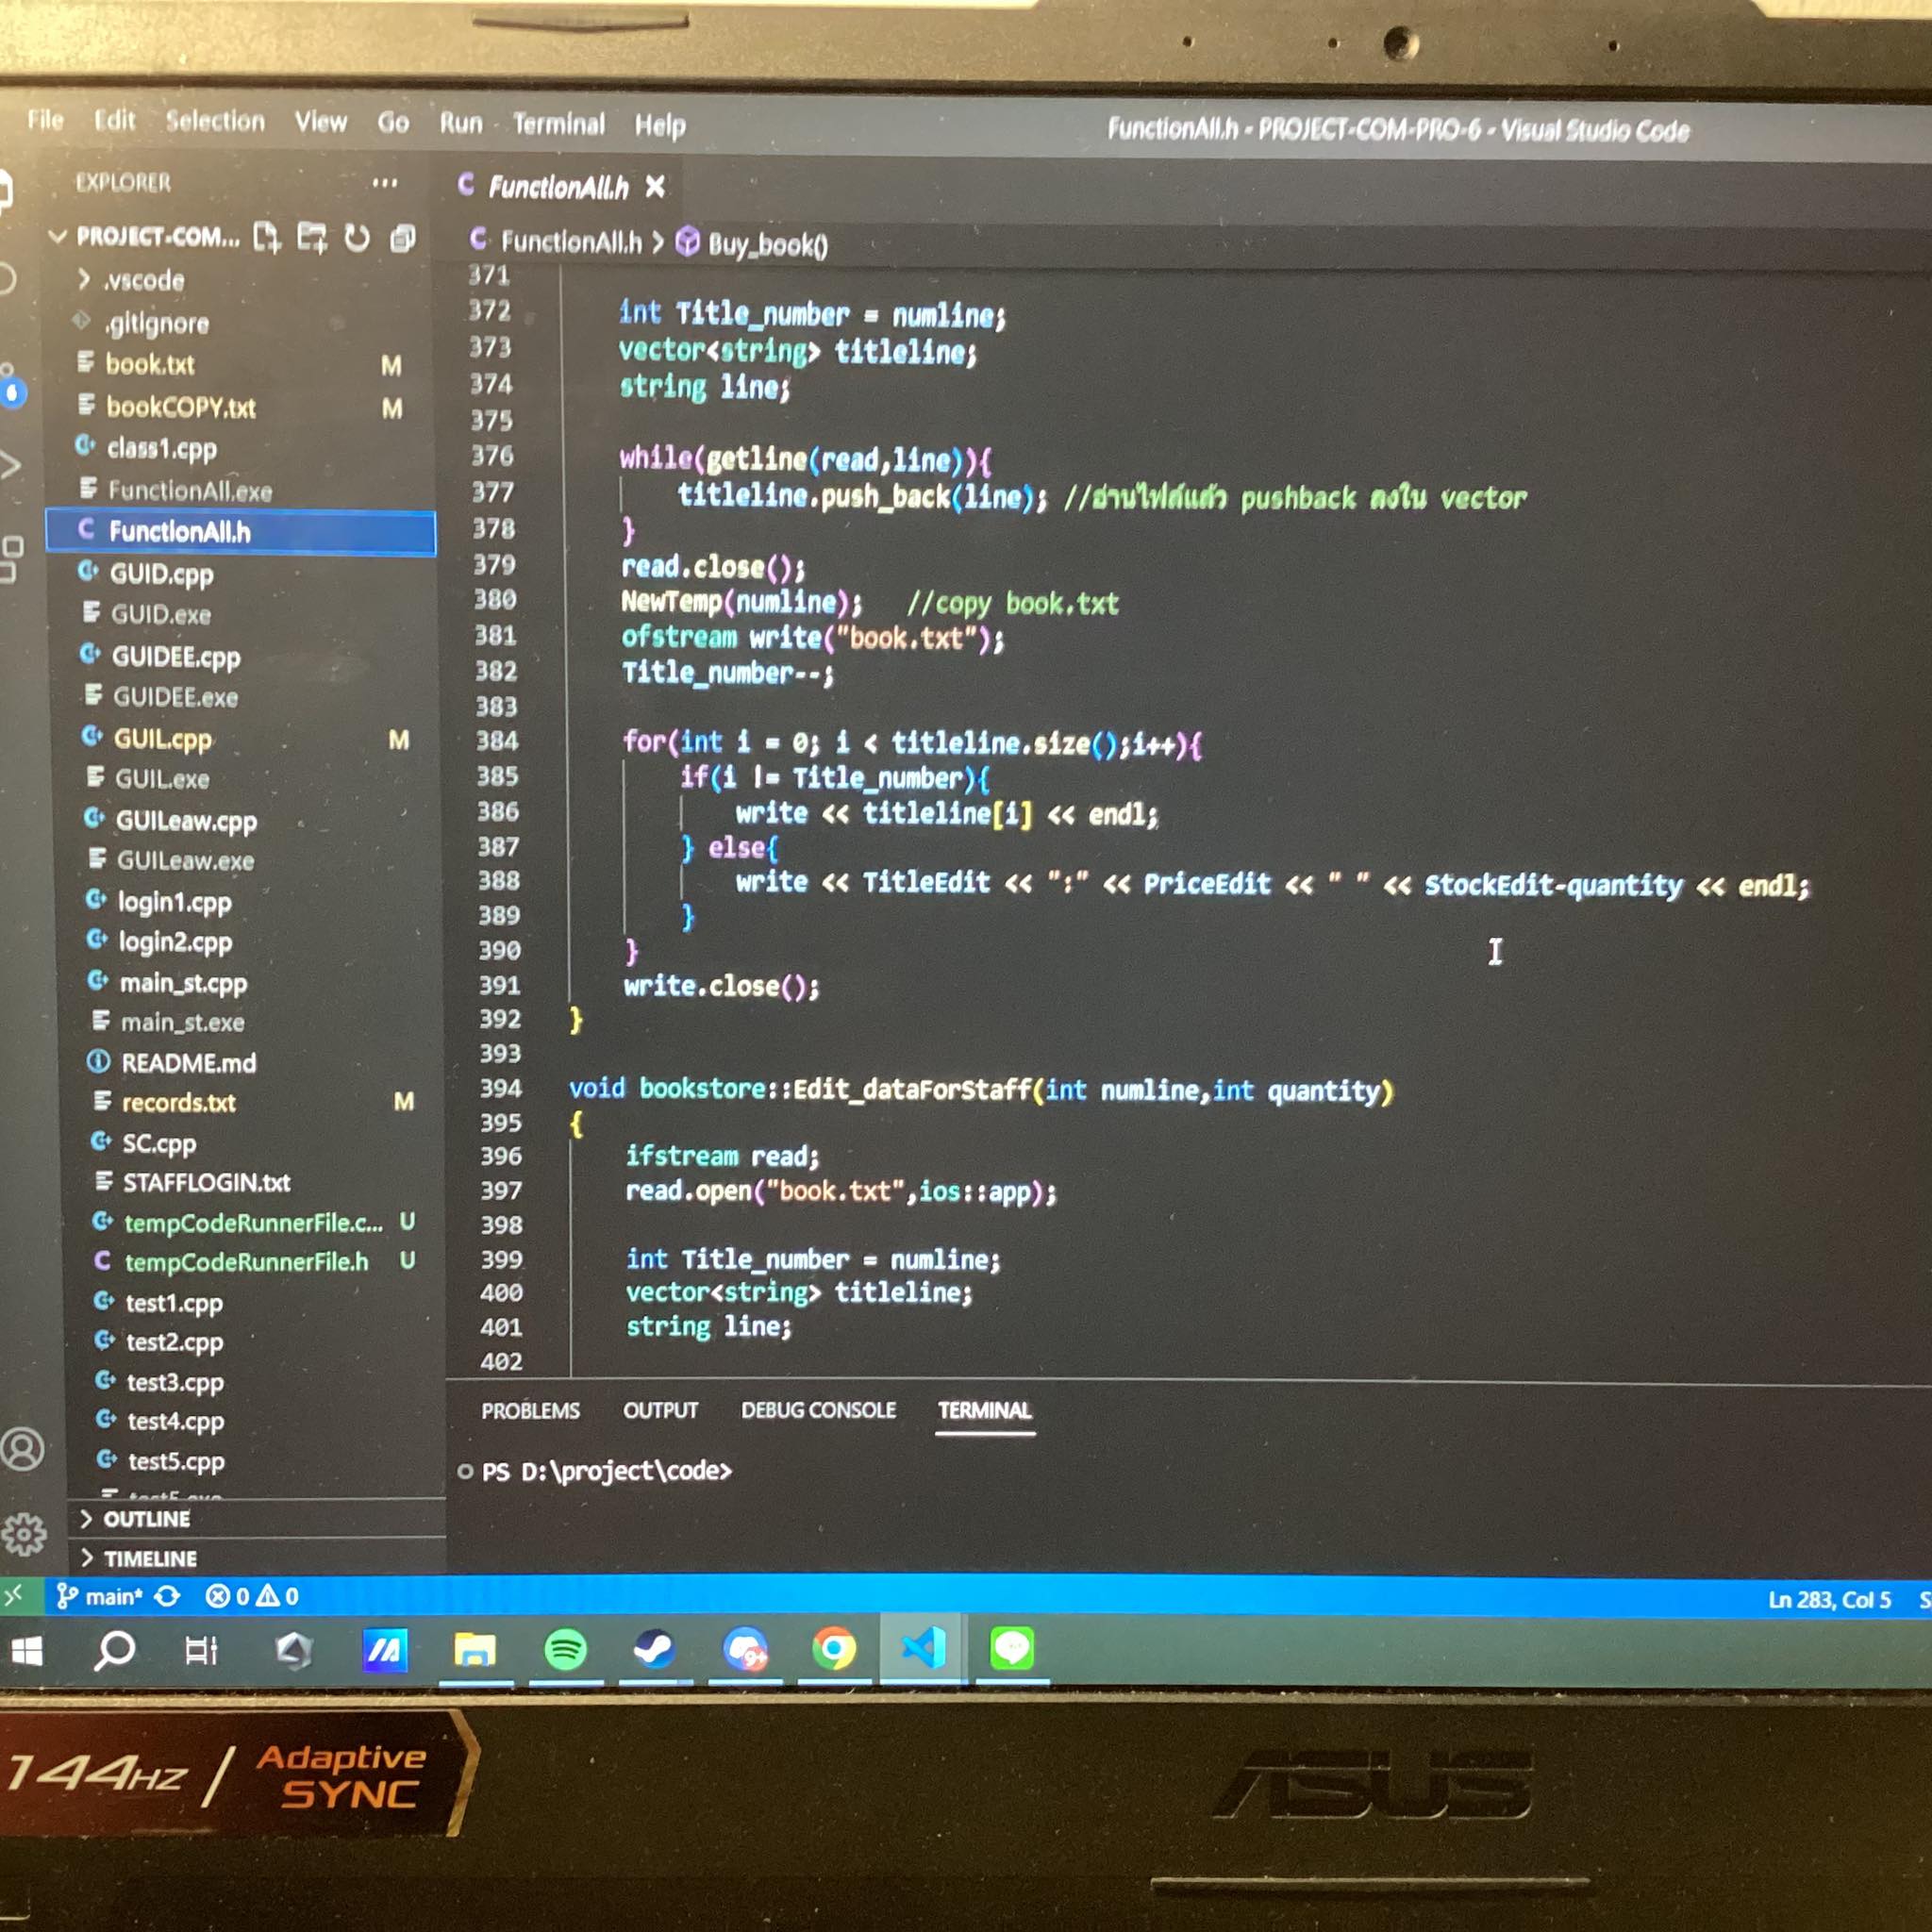 File Edit Selection View Go Run Terminal Help
FunctionAll.h - PROJECT-COM-PRO-6 - Visual Studio Code
EXPLORER ...
PROJECT-COM...
.vscode
.gitignore
book.txt M
bookCOPY.txt M
class1.cpp
FunctionAll.exe
C FunctionAll.h
GUID.cpp
GUID.exe
GUIDEE.cpp
GUIDEE.exe
GUIL.cpp M
GUIL.exe
GUILeaw.cpp
GUILeaw.exe
login1.cpp
login2.cpp
main_st.cpp
main_st.exe
README.md
records.txt M
SC.cpp
STAFFLOGIN.txt
tempCodeRunnerFile.c... U
C tempCodeRunnerFile.h U
test1.cpp
test2.cpp
test3.cpp
test4.cpp
test5.cpp
OUTLINE
TIMELINE
6
C FunctionAll.h
C FunctionAll.h > Buy_book()
371
372 int Title_number = numline;
373 vector<string> titleline;
374 string line;
375
376 while(getline(read,line)){
377 titleline.push_back(line); //อ่านไฟล์แล้ว pushback ลงใน vector
378 }
379 read.close();
380 NewTemp(numline); //copy book.txt
381 ofstream write("book.txt");
382 Title_number--;
383
384 for(int i = 0; i < titleline.size();i++){
385 if(i != Title_number){
386 write << titleline[i] << endl;
387 } else{
388 write << TitleEdit << ":" << PriceEdit << " " << StockEdit-quantity << endl;
389 }
390 }
391 write.close();
392 }
393
394 void bookstore::Edit_dataForStaff(int numline,int quantity)
395 {
396 ifstream read;
397 read.open("book.txt",ios::app);
398
399 int Title_number = numline;
400 vector<string> titleline;
401 string line;
402
PROBLEMS OUTPUT DEBUG CONSOLE TERMINAL
PS D:\project\code>
main* 0 0
Ln 283, Col 5
9+
144Hz / Adaptive SYNC
ASUS